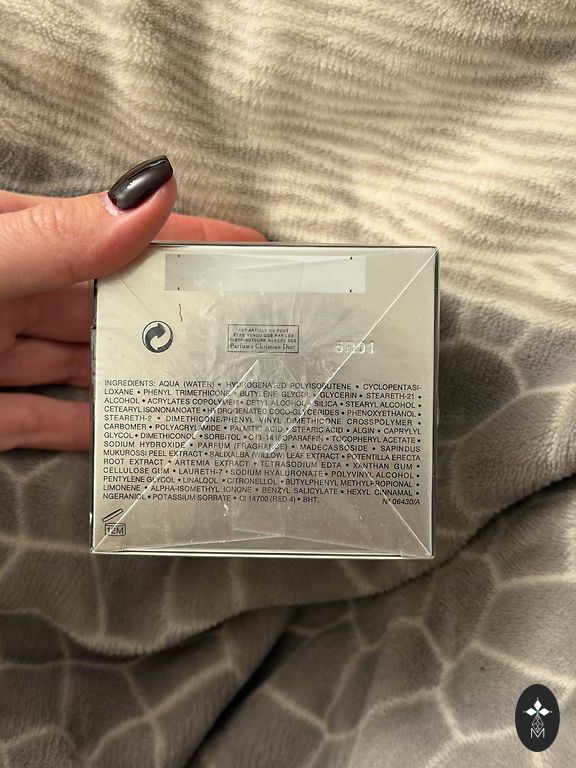 CET ARTICLE NE PEUT
ÊTRE VENDU QUE PAR LES
DISTRIBUTEURS AGRÉÉS DES
Parfums Christian Dior
5R01
INGREDIENTS: AQUA (WATER) • HYDROGENATED POLYISOBUTENE • CYCLOPENTASI-
LOXANE • PHENYL TRIMETHICONE • BUTYLENE GLYCOL • GLYCERIN • STEARETH-21 •
ALCOHOL • ACRYLATES COPOLYMER • CETYL ALCOHOL • SILICA • STEARYL ALCOHOL •
CETEARYL ISONONANOATE • HYDROGENATED COCO-GLYCERIDES • PHENOXYETHANOL •
STEARETH-2 • DIMETHICONE/PHENYL VINYL DIMETHICONE CROSSPOLYMER •
CARBOMER • POLYACRYLAMIDE • PALMITIC ACID • STEARIC ACID • ALGIN • CAPRYLYL
GLYCOL • DIMETHICONOL • SORBITOL • C13-14 ISOPARAFFIN • TOCOPHERYL ACETATE •
SODIUM HYDROXIDE • PARFUM (FRAGRANCE) • MADECASSOSIDE • SAPINDUS
MUKUROSSI PEEL EXTRACT • SALIX ALBA (WILLOW) LEAF EXTRACT • POTENTILLA ERECTA
ROOT EXTRACT • ARTEMIA EXTRACT • TETRASODIUM EDTA • XANTHAN GUM •
CELLULOSE GUM • LAURETH-7 • SODIUM HYALURONATE • POLYVINYL ALCOHOL •
PENTYLENE GLYCOL • LINALOOL • CITRONELLOL • BUTYLPHENYL METHYLPROPIONAL •
LIMONENE • ALPHA-ISOMETHYL IONONE • BENZYL SALICYLATE • HEXYL CINNAMAL •
GERANIOL • POTASSIUM SORBATE • CI 14700 (RED 4) • BHT.
N° 06430/A
12M
M